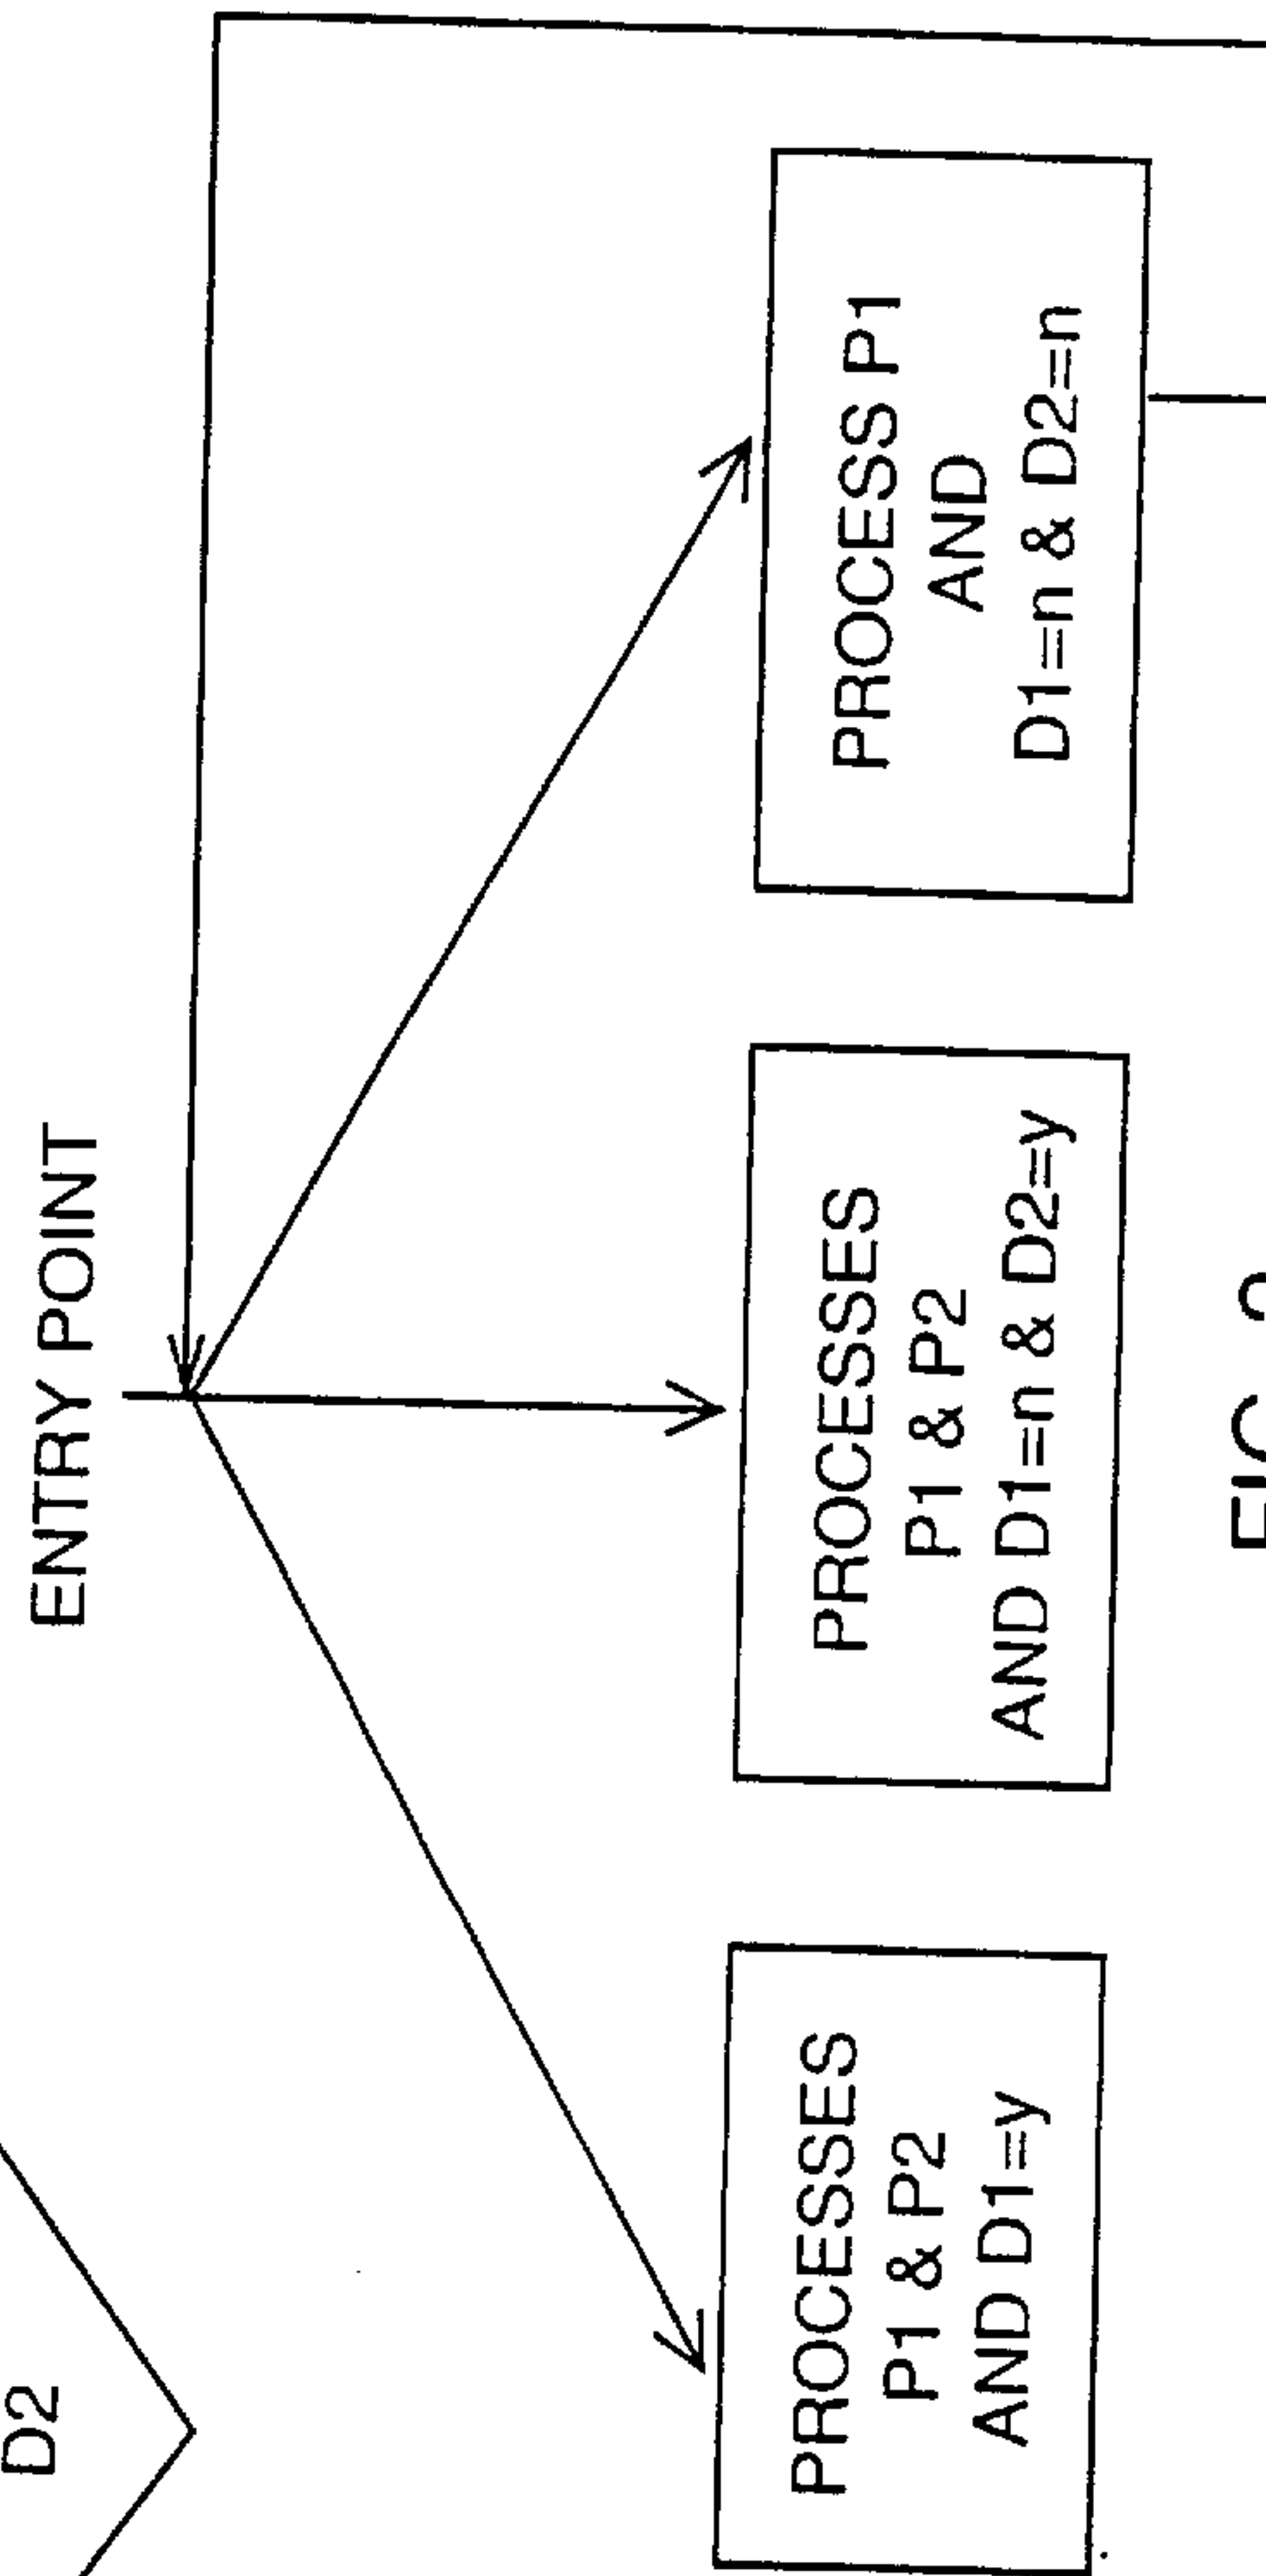 D2
ENTRY POINT
PROCESSES
P1 & P2
AND D1=y
PROCESSES
P1 & P2
AND D1=n & D2=y
PROCESS P1
AND
D1=n & D2=n